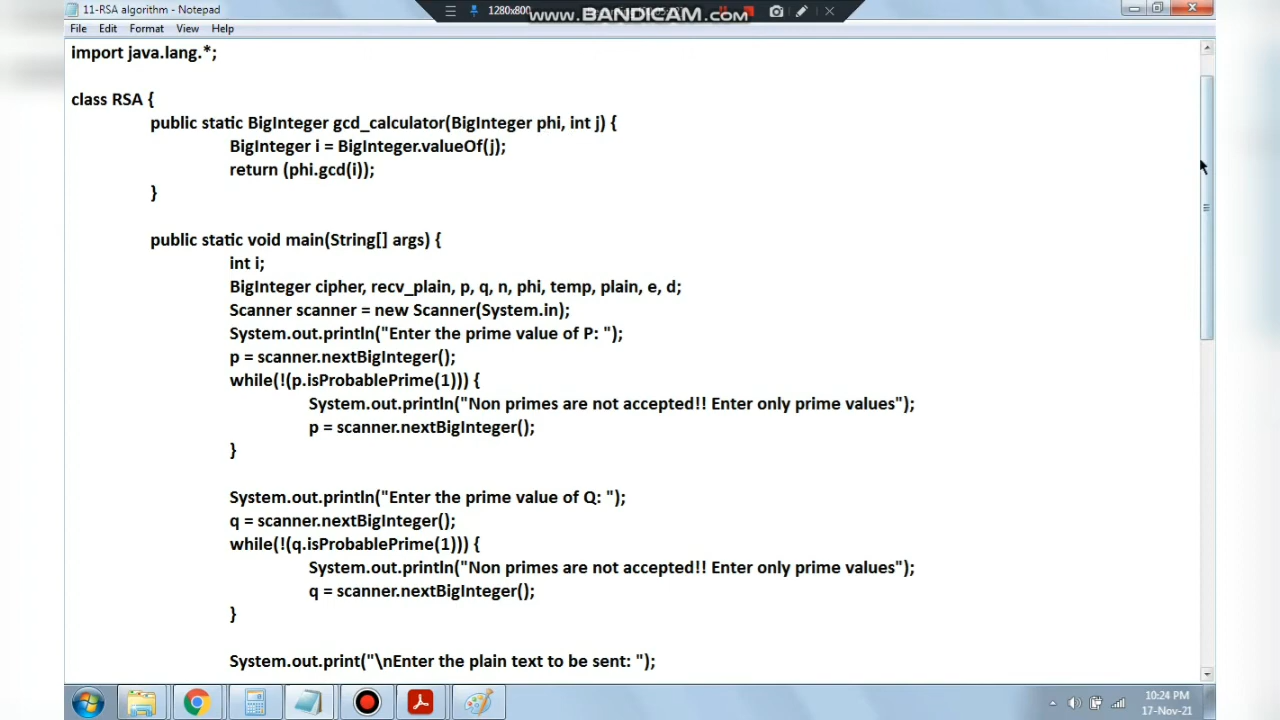 11-RSA algorithm - Notepad
1280x800
www.BANDICAM.com
File Edit Format View Help
import java.lang.*;
class RSA {
public static BigInteger gcd_calculator(BigInteger phi, int j) {
BigInteger i = BigInteger.valueOf(j);
return (phi.gcd(i));
}
public static void main(String[] args) {
int i;
BigInteger cipher, recv_plain, p, q, n, phi, temp, plain, e, d;
Scanner scanner = new Scanner(System.in);
System.out.println("Enter the prime value of P: ");
p = scanner.nextBigInteger();
while(!(p.isProbablePrime(1))) {
System.out.println("Non primes are not accepted!! Enter only prime values");
p = scanner.nextBigInteger();
}
System.out.println("Enter the prime value of Q: ");
q = scanner.nextBigInteger();
while(!(q.isProbablePrime(1))) {
System.out.println("Non primes are not accepted!! Enter only prime values");
q = scanner.nextBigInteger();
}
System.out.print("\nEnter the plain text to be sent: ");
10:24 PM
17-Nov-21